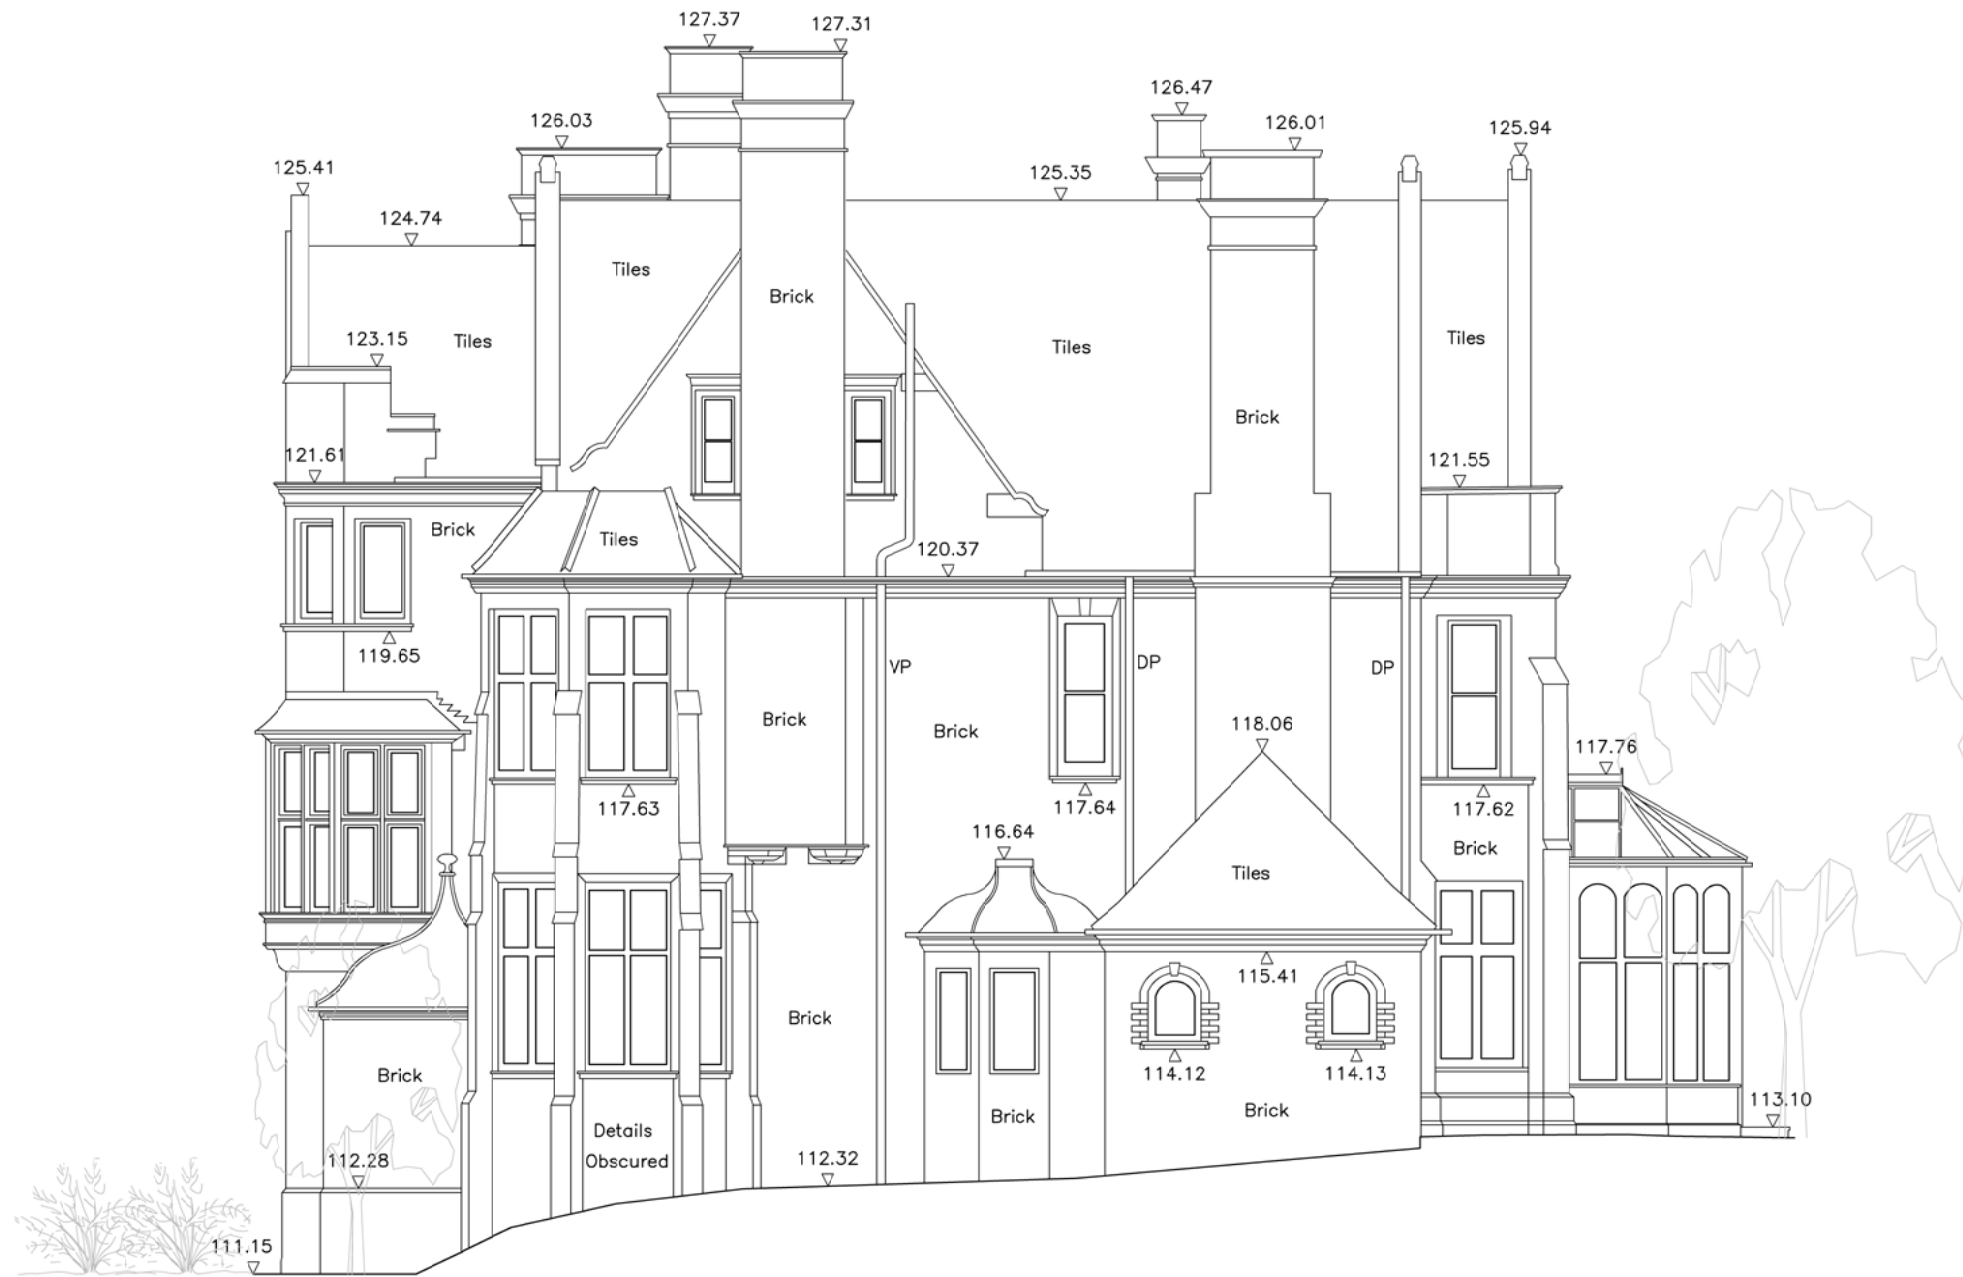 127.37
127.31
126.47
126.03
126.01
125.94
125.41
125.35
124.74
Tiles
Brick
123.15
Tiles
Tiles
Tiles
Brick
121.61
121.55
Brick
Tiles
120.37
119.65
VP
DP
DP
Brick
Brick
118.06
117.76
117.63
117.64
117.62
116.64
Brick
Tiles
115.41
Brick
114.12
114.13
Brick
Brick
Brick
113.10
Details
Obscured
112.28
112.32
111.15